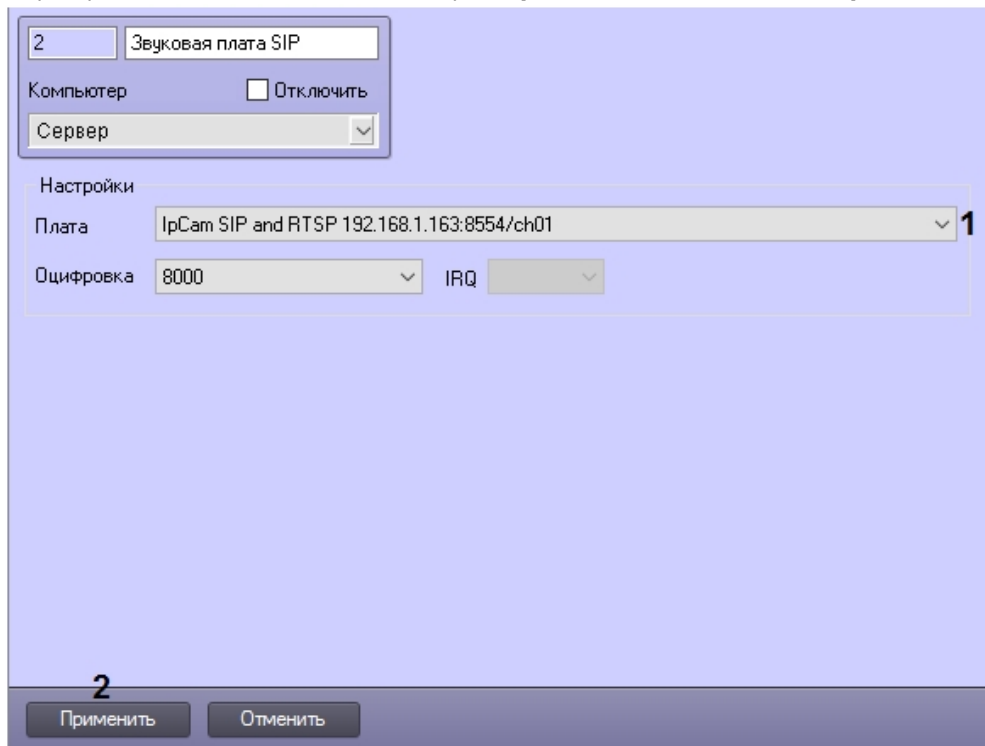 2 Звуковая плата SIP
Компьютер Отключить
Сервер
Настройки
Плата IpCam SIP and RTSP 192.168.1.163:8554/ch01 1
Оцифровка 8000 IRQ
2
Применить Отменить